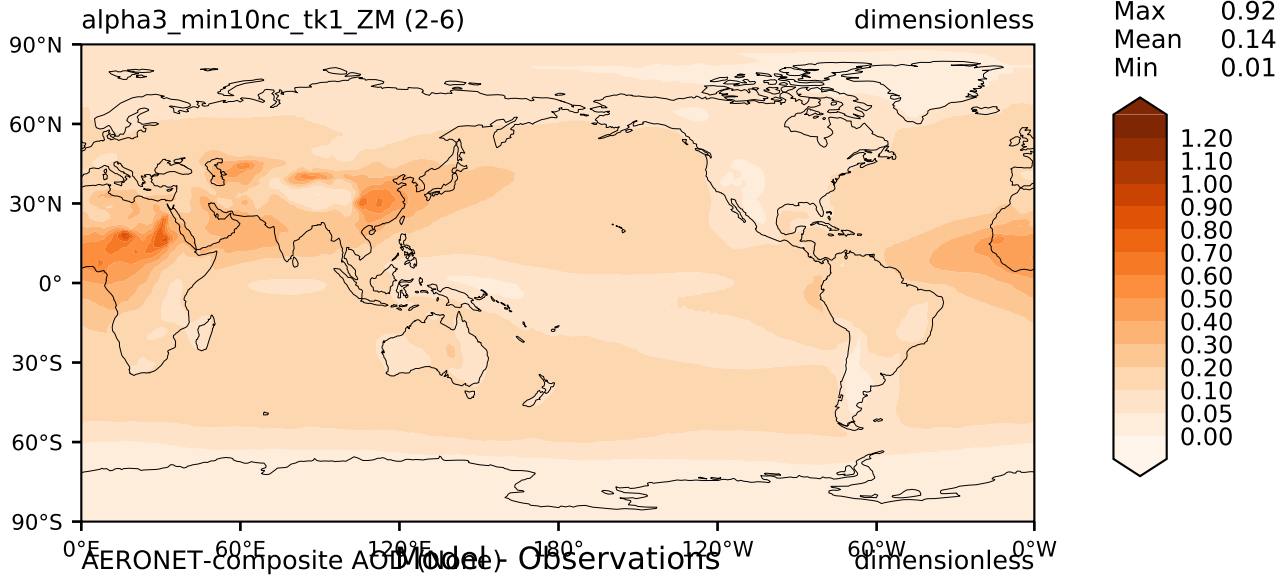 alpha3_min10nc_tk1_ZM (2-6) dimensionless
Max 0.92
Mean 0.14
Min 0.01
90°N
60°N
30°N
0°
30°S
60°S
90°S
1.20
1.10
1.00
0.90
0.80
0.70
0.60
0.50
0.40
0.30
0.20
0.10
0.05
0.00
0°E 60°E 120°E 180° 120°W 60°W 0°W
AERONET-composite AOD (None) dimensionless
Model - Observations